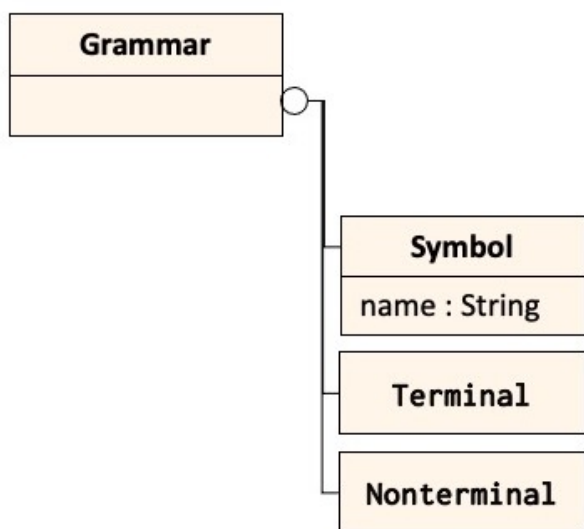 Grammar
Symbol
name : String
Terminal
Nonterminal